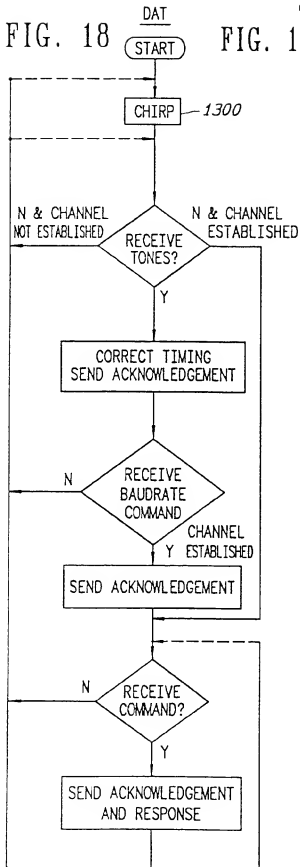 DAT
FIG. 18
START
FIG. 1
CHIRP
1300
N & CHANNEL
NOT ESTABLISHED
N & CHANNEL
ESTABLISHED
RECEIVE
TONES?
Y
CORRECT TIMING
SEND ACKNOWLEDGEMENT
N
RECEIVE
BAUDRATE
COMMAND
Y
CHANNEL
ESTABLISHED
SEND ACKNOWLEDGEMENT
N
RECEIVE
COMMAND?
Y
SEND ACKNOWLEDGEMENT
AND RESPONSE